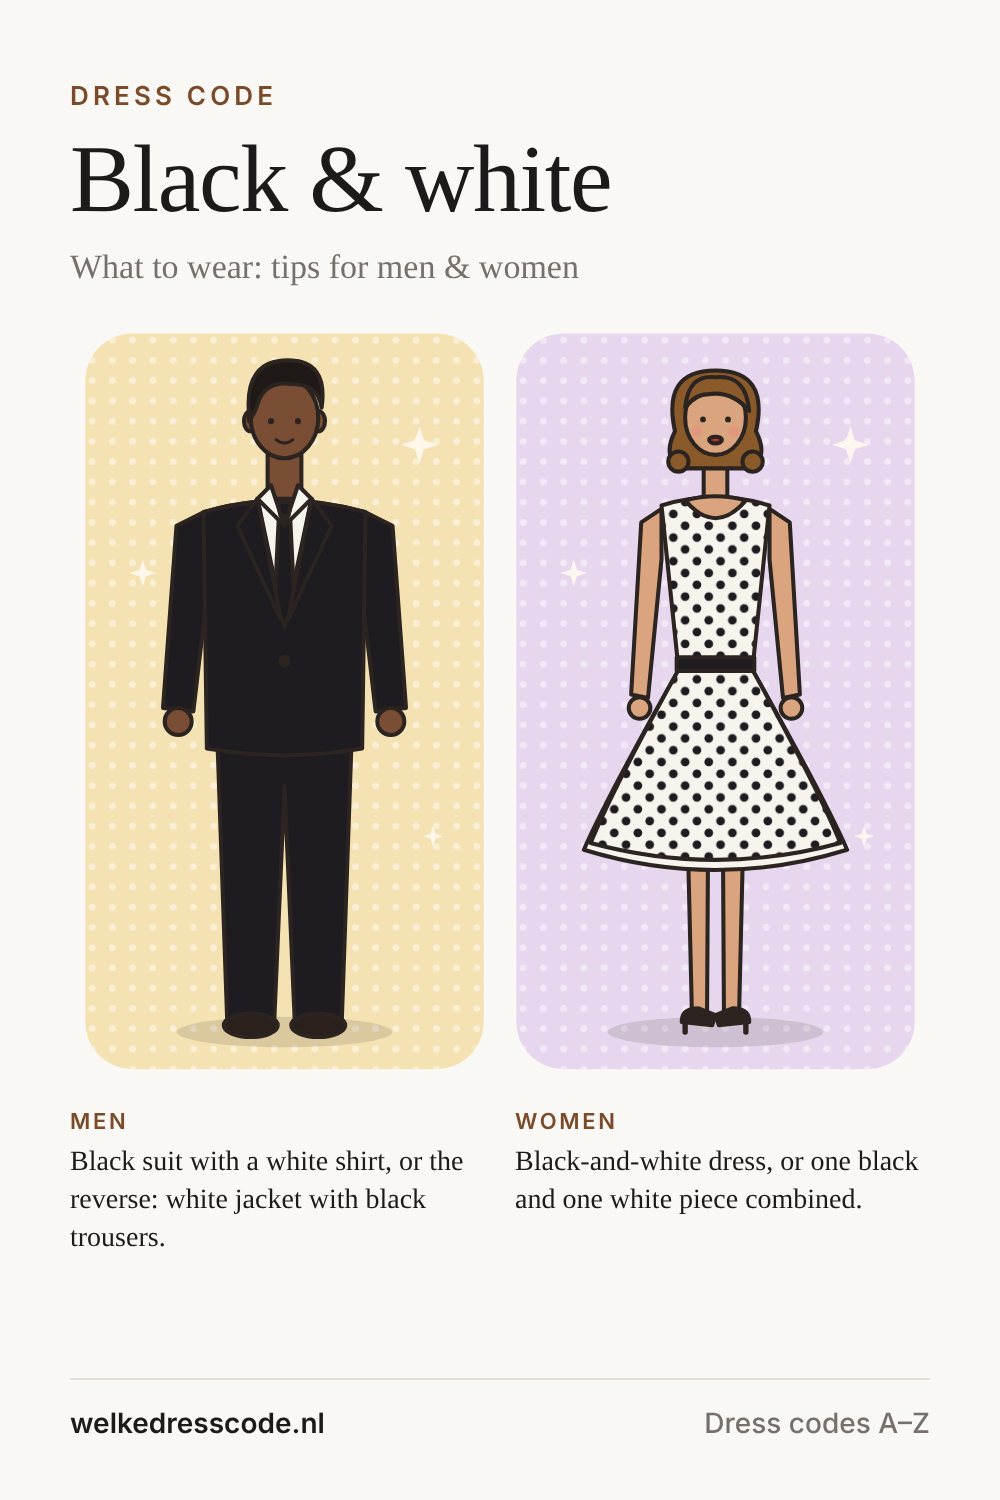 DRESS CODE
Black & white
What to wear: tips for men & women
MEN
Black suit with a white shirt, or the
reverse: white jacket with black
trousers.
WOMEN
Black-and-white dress, or one black
and one white piece combined.
welkedresscode.nl
Dress codes A–Z